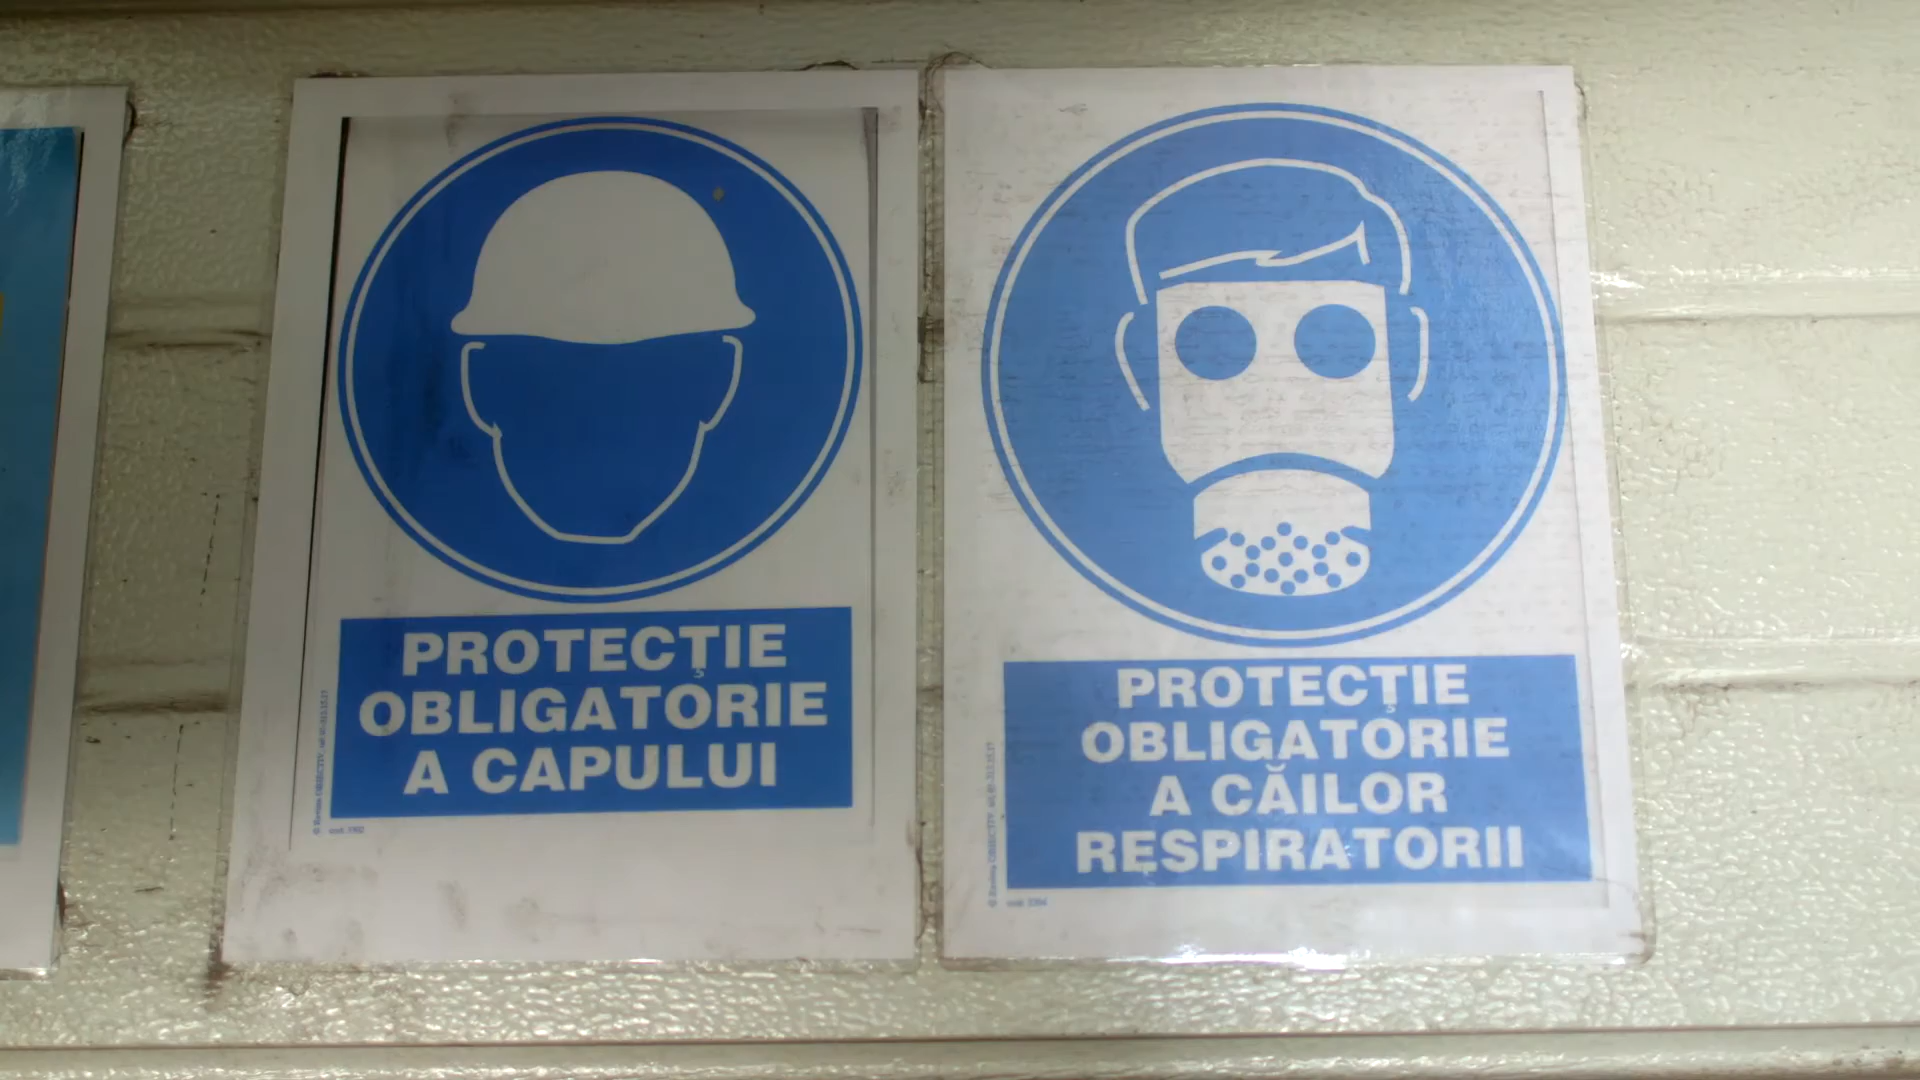 PROTECȚIE
OBLIGATORIE
A CAPULUI
PROTECȚIE
OBLIGATORIE
A CĂILOR
RESPIRATORII